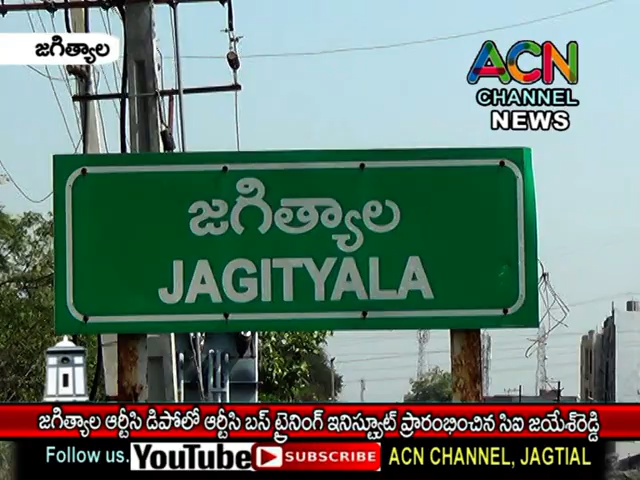 జగిత్యాల
ACN
CHANNEL
NEWS
జగిత్యాల
JAGITYALA
జగిత్యాల ఆర్టీసి డిపోలో ఆర్టీసి బస్ ట్రైనింగ్ ఇనిస్ట్యూట్ ప్రారంభించిన సిఐ జయేశ్‌రెడ్డి
Follow us. YouTube SUBSCRIBE ACN CHANNEL, JAGTIAL